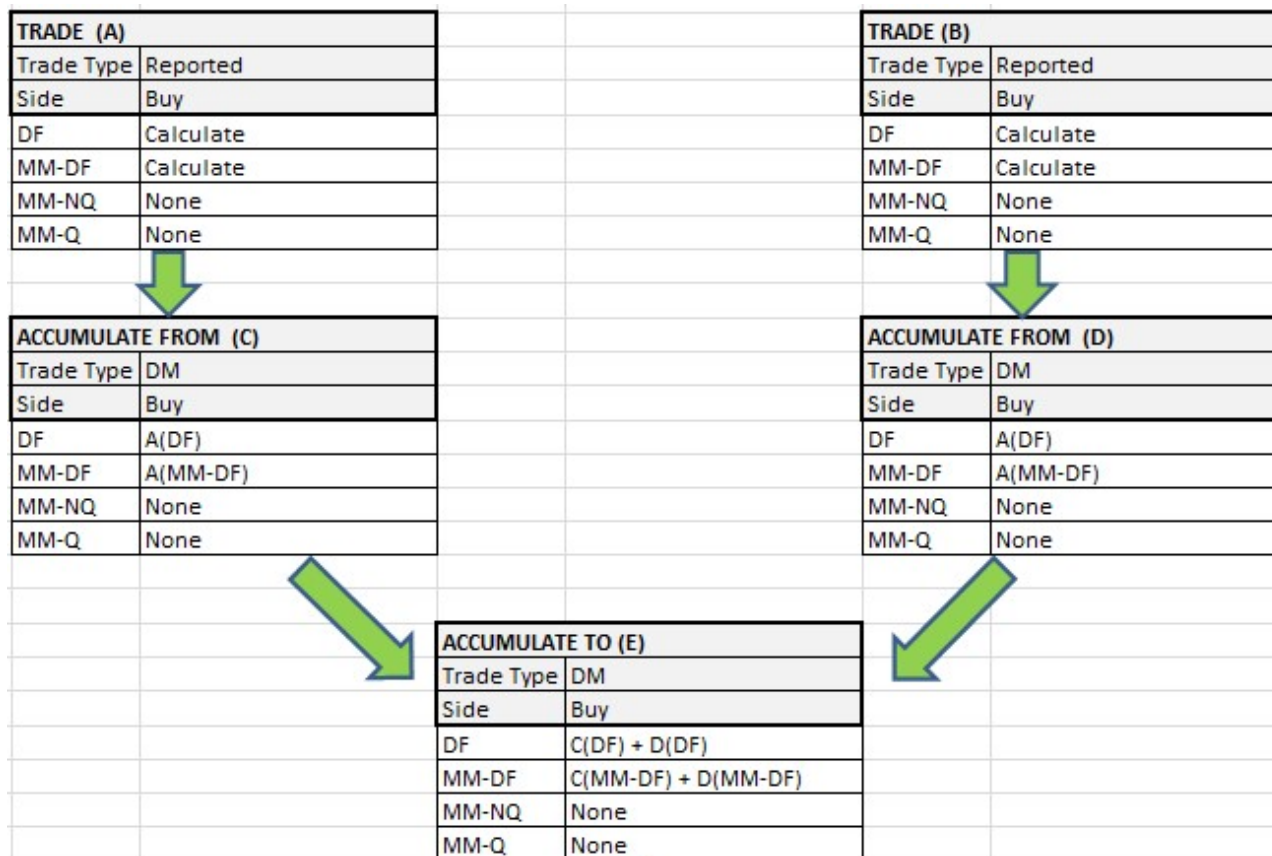 TRADE (A)
Trade Type Reported
Side Buy
DF Calculate
MM-DF Calculate
MM-NQ None
MM-Q None
TRADE (B)
Trade Type Reported
Side Buy
DF Calculate
MM-DF Calculate
MM-NQ None
MM-Q None
ACCUMULATE FROM (C)
Trade Type DM
Side Buy
DF A(DF)
MM-DF A(MM-DF)
MM-NQ None
MM-Q None
ACCUMULATE FROM (D)
Trade Type DM
Side Buy
DF A(DF)
MM-DF A(MM-DF)
MM-NQ None
MM-Q None
ACCUMULATE TO (E)
Trade Type DM
Side Buy
DF C(DF) + D(DF)
MM-DF C(MM-DF) + D(MM-DF)
MM-NQ None
MM-Q None